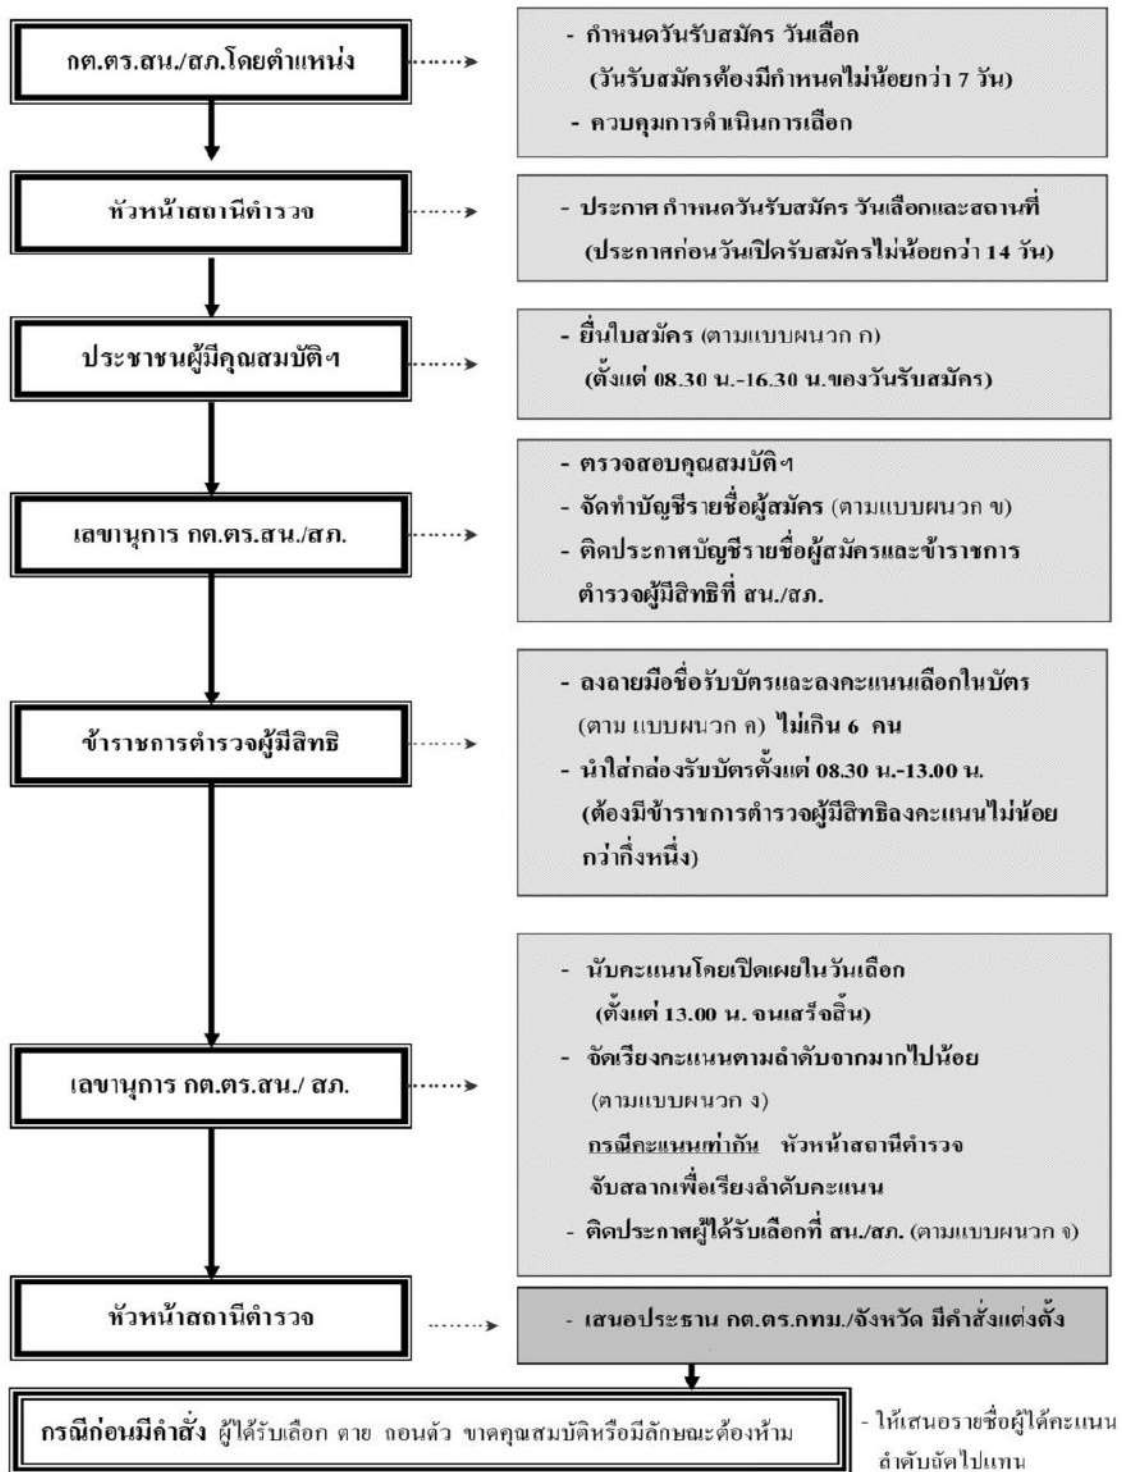 กต.ตร.สน./สภ.โดยตำแหน่ง
- กำหนดวันรับสมัคร วันเลือก
(วันรับสมัครต้องมีกำหนดไม่น้อยกว่า 7 วัน)
- ควบคุมการดำเนินการเลือก
หัวหน้าสถานีตำรวจ
- ประกาศ กำหนดวันรับสมัคร วันเลือกและสถานที่
(ประกาศก่อนวันเปิดรับสมัครไม่น้อยกว่า 14 วัน)
ประชาชนผู้มีคุณสมบัติฯ
- ยื่นใบสมัคร (ตามแบบผนวก ก)
(ตั้งแต่ 08.30 น.-16.30 น.ของวันรับสมัคร)
เลขานุการ กต.ตร.สน./สภ.
- ตรวจสอบคุณสมบัติฯ
- จัดทำบัญชีรายชื่อผู้สมัคร (ตามแบบผนวก ข)
- ติดประกาศบัญชีรายชื่อผู้สมัครและข้าราชการ
ตำรวจผู้มีสิทธิที่ สน./สภ.
ข้าราชการตำรวจผู้มีสิทธิ
- ลงลายมือชื่อรับบัตรและลงคะแนนเลือกในบัตร
(ตาม แบบผนวก ค) ไม่เกิน 6 คน
- นำใส่กล่องรับบัตรตั้งแต่ 08.30 น.-13.00 น.
(ต้องมีข้าราชการตำรวจผู้มีสิทธิลงคะแนนไม่น้อย
กว่ากึ่งหนึ่ง)
เลขานุการ กต.ตร.สน./ สภ.
- นับคะแนนโดยเปิดเผยในวันเลือก
(ตั้งแต่ 13.00 น. จนเสร็จสิ้น)
- จัดเรียงคะแนนตามลำดับจากมากไปน้อย
(ตามแบบผนวก ง)
กรณีคะแนนเท่ากัน หัวหน้าสถานีตำรวจ
จับสลากเพื่อเรียงลำดับคะแนน
- ติดประกาศผู้ได้รับเลือกที่ สน./สภ. (ตามแบบผนวก จ)
หัวหน้าสถานีตำรวจ
- เสนอประธาน กต.ตร.กทม./จังหวัด มีคำสั่งแต่งตั้ง
กรณีก่อนมีคำสั่ง ผู้ได้รับเลือก ตาย ถอนตัว ขาดคุณสมบัติหรือมีลักษณะต้องห้าม
- ให้เสนอรายชื่อผู้ได้คะแนน
ลำดับถัดไปแทน